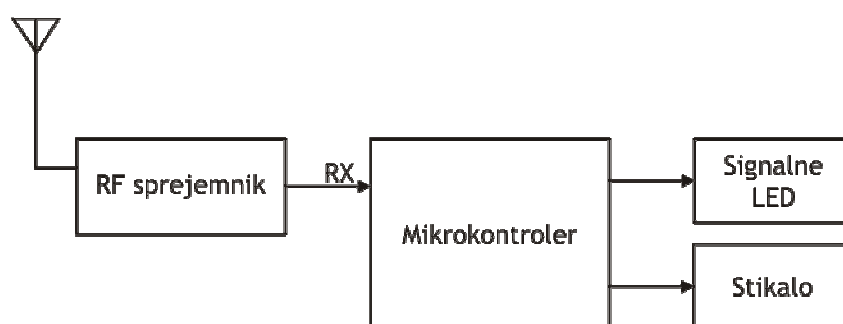 RF sprejemnik
RX
Mikrokontroler
Signalne
LED
Stikalo